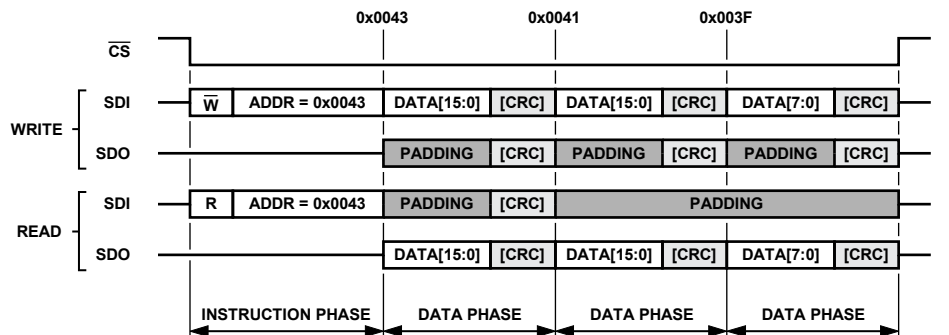 0x0043 0x0041 0x003F
CS
WRITE
SDI W ADDR = 0x0043 DATA[15:0] [CRC] DATA[15:0] [CRC] DATA[7:0] [CRC]
SDO PADDING [CRC] PADDING [CRC] PADDING [CRC]
READ
SDI R ADDR = 0x0043 PADDING [CRC] PADDING
SDO DATA[15:0] [CRC] DATA[15:0] [CRC] DATA[7:0] [CRC]
INSTRUCTION PHASE DATA PHASE DATA PHASE DATA PHASE